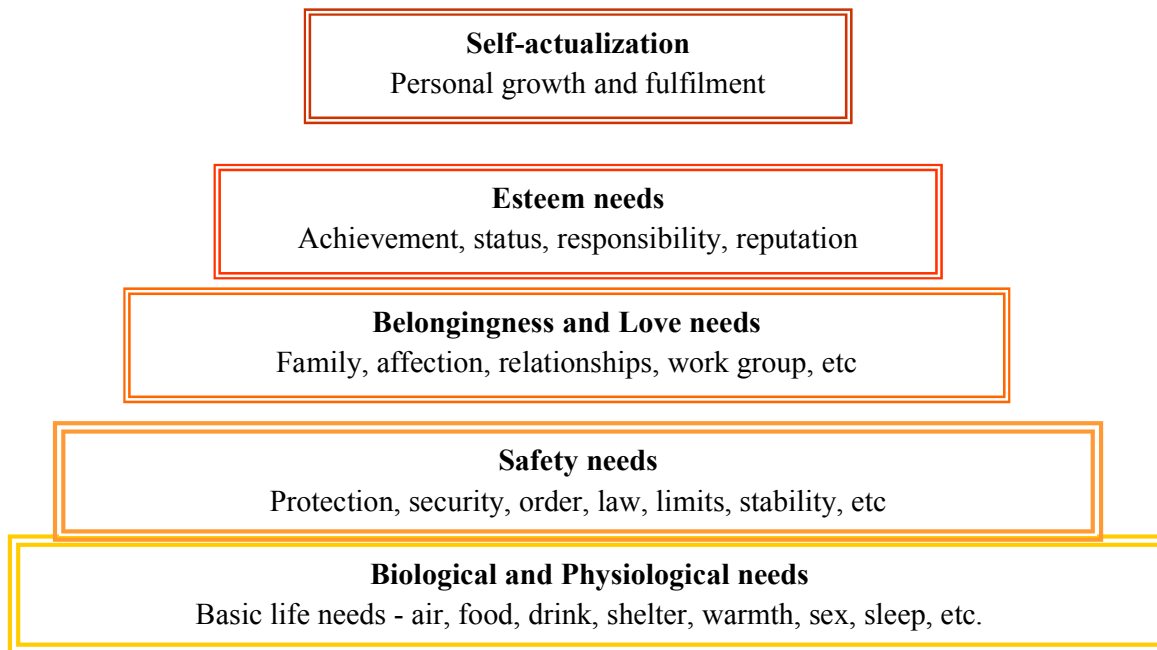 Self-actualization
Personal growth and fulfilment
Esteem needs
Achievement, status, responsibility, reputation
Belongingness and Love needs
Family, affection, relationships, work group, etc
Safety needs
Protection, security, order, law, limits, stability, etc
Biological and Physiological needs
Basic life needs - air, food, drink, shelter, warmth, sex, sleep, etc.